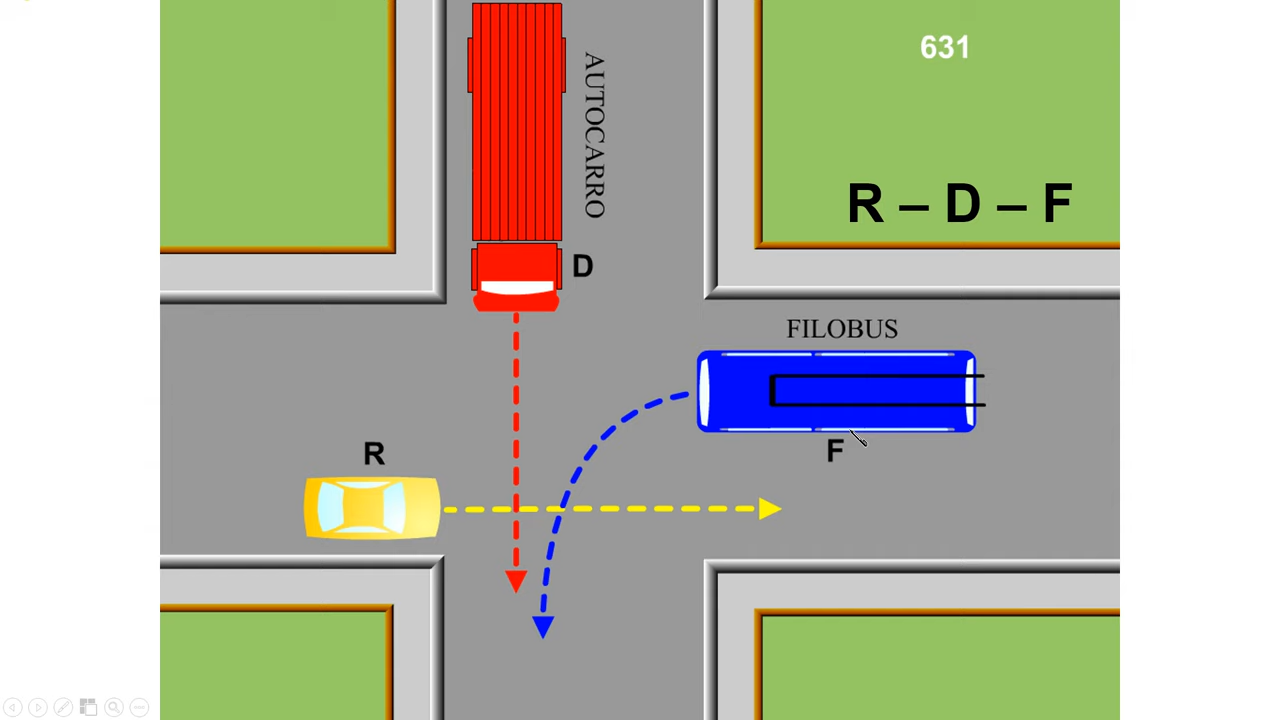 631
AUTOCARRO
R – D – F
D
FILOBUS
R
F